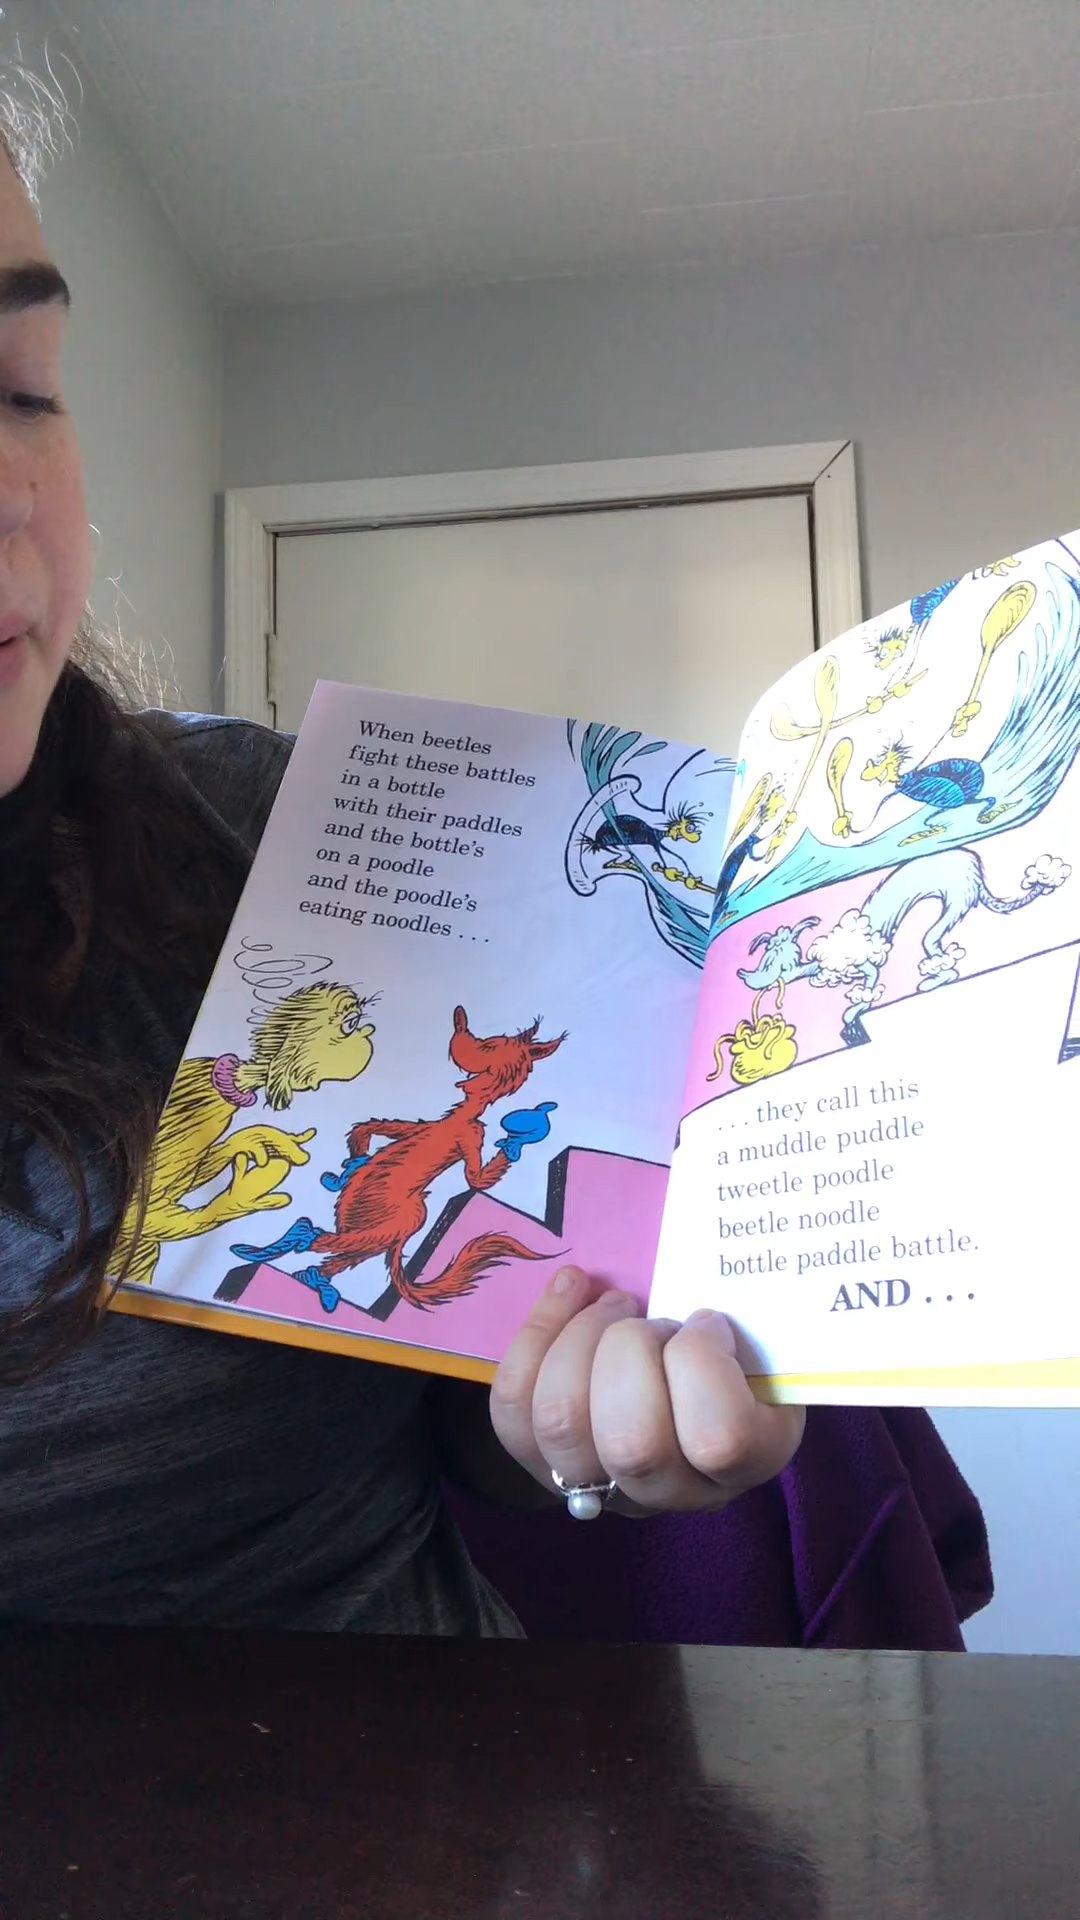 When beetles
fight these battles
in a bottle
with their paddles
and the bottle's
on a poodle
and the poodle's
eating noodles . . .
. . . they call this
a muddle puddle
tweetle poodle
beetle noodle
bottle paddle battle.
AND . . .